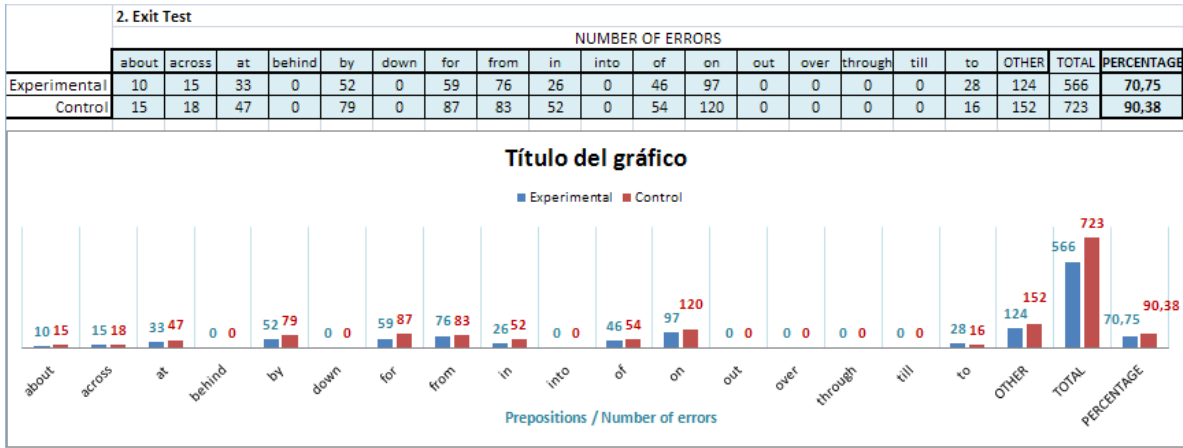 2. Exit Test
NUMBER OF ERRORS
about across at behind by down for from in into of on out over through till to OTHER TOTAL PERCENTAGE
Experimental 10 15 33 0 52 0 59 76 26 0 46 97 0 0 0 0 28 124 566 70,75
Control 15 18 47 0 79 0 87 83 52 0 54 120 0 0 0 0 16 152 723 90,38
Título del gráfico
Experimental Control
10 15 15 18 33 47 0 0 52 79 0 0 59 87 76 83 26 52 0 0 46 54 97 120 0 0 0 0 0 0 0 0 28 16 124 152 566 723 70,75 90,38
about across at behind by down for from in into of on out over through till to OTHER TOTAL PERCENTAGE
Prepositions / Number of errors